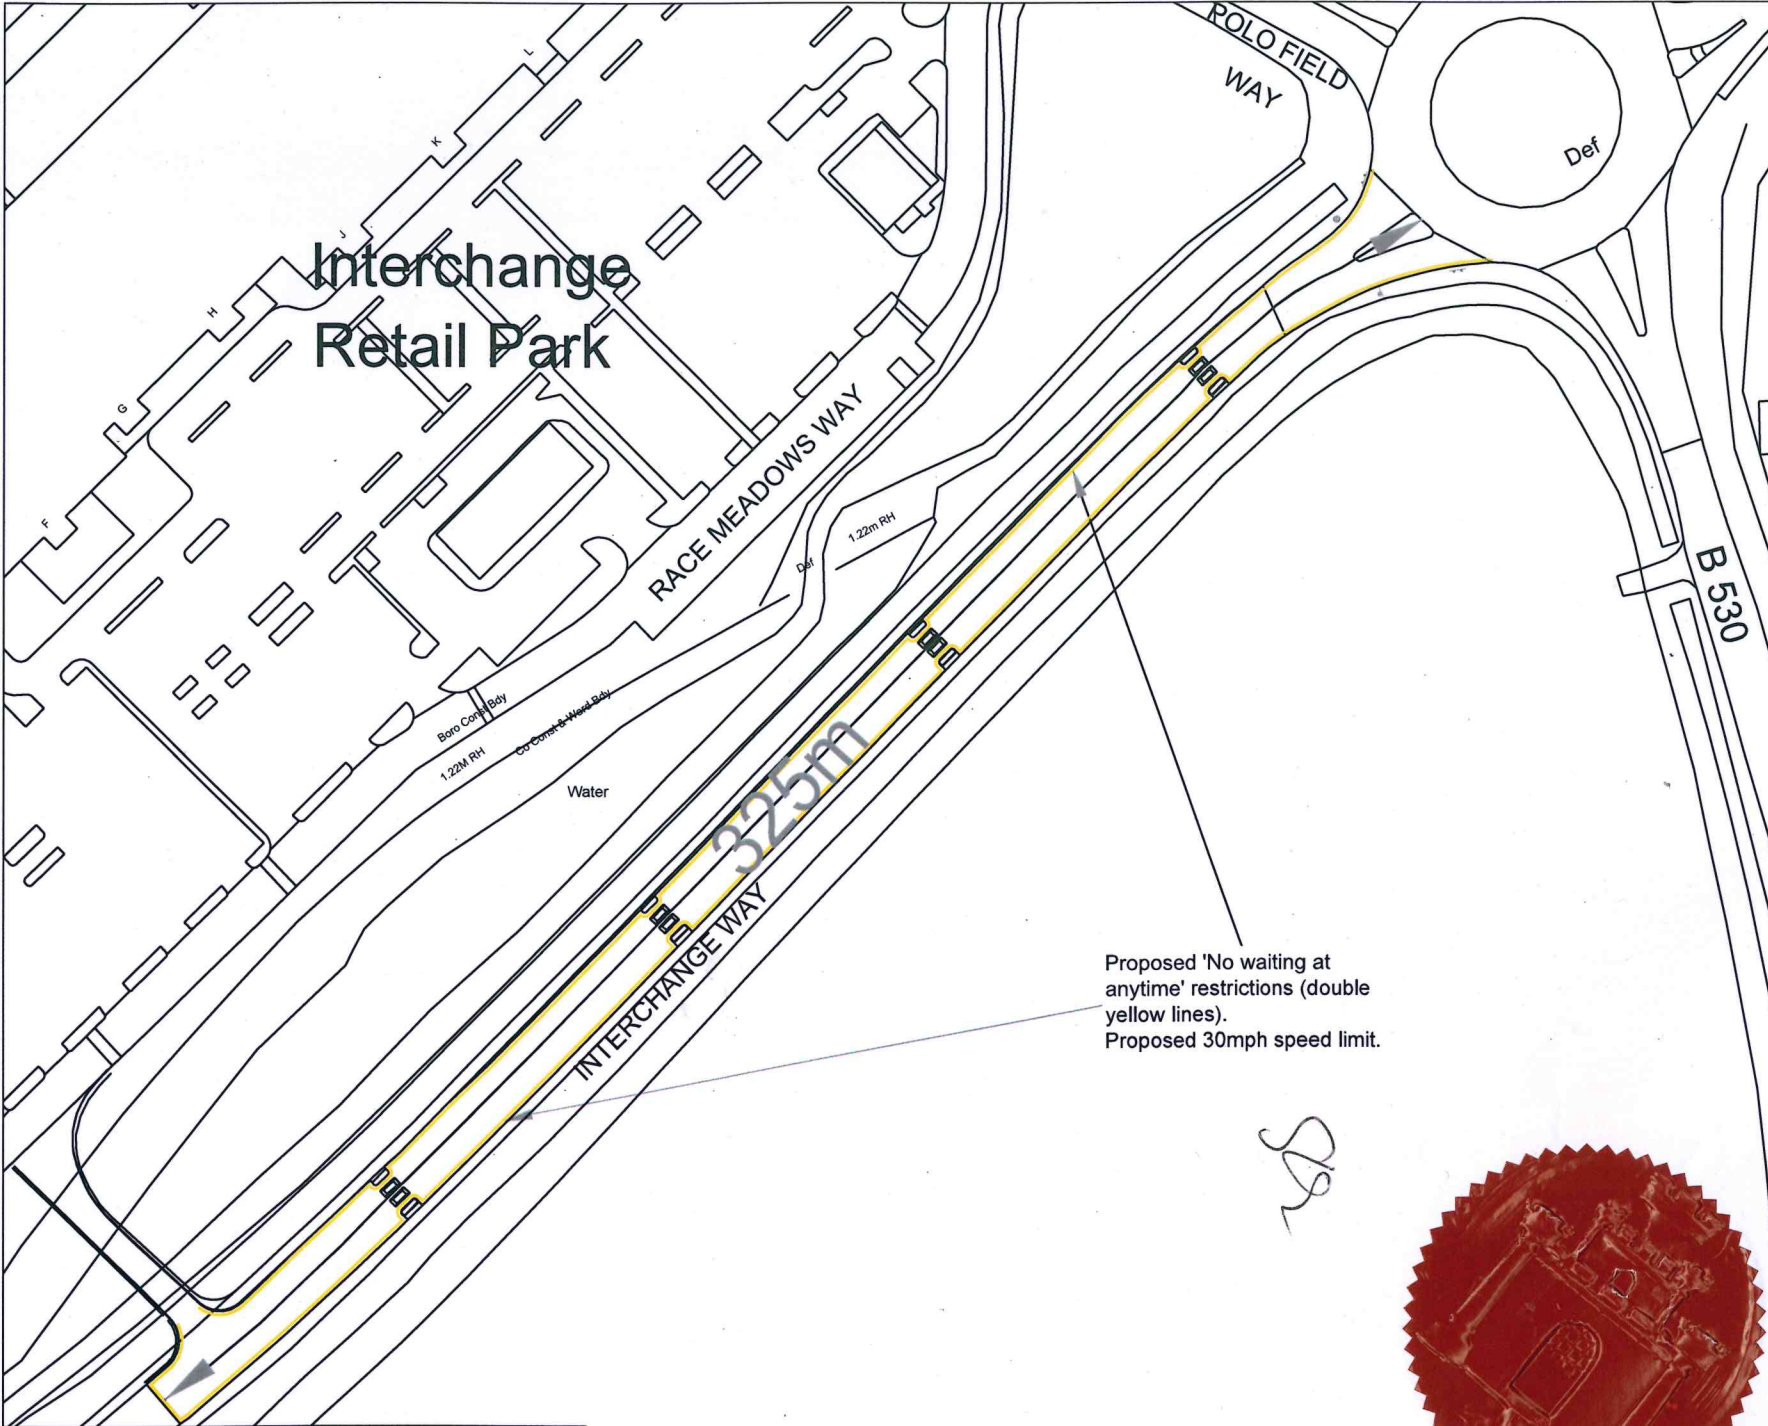 POLO FIELD
WAY
Def
L
K
J
H
G
F
Interchange
Retail Park
RACE MEADOWS WAY
1.22m RH
Def
B 530
Boro Const Bdy
1.22M RH
Co Const & Ward Bdy
Water
325m
INTERCHANGE WAY
Proposed 'No waiting at
anytime' restrictions (double
yellow lines).
Proposed 30mph speed limit.